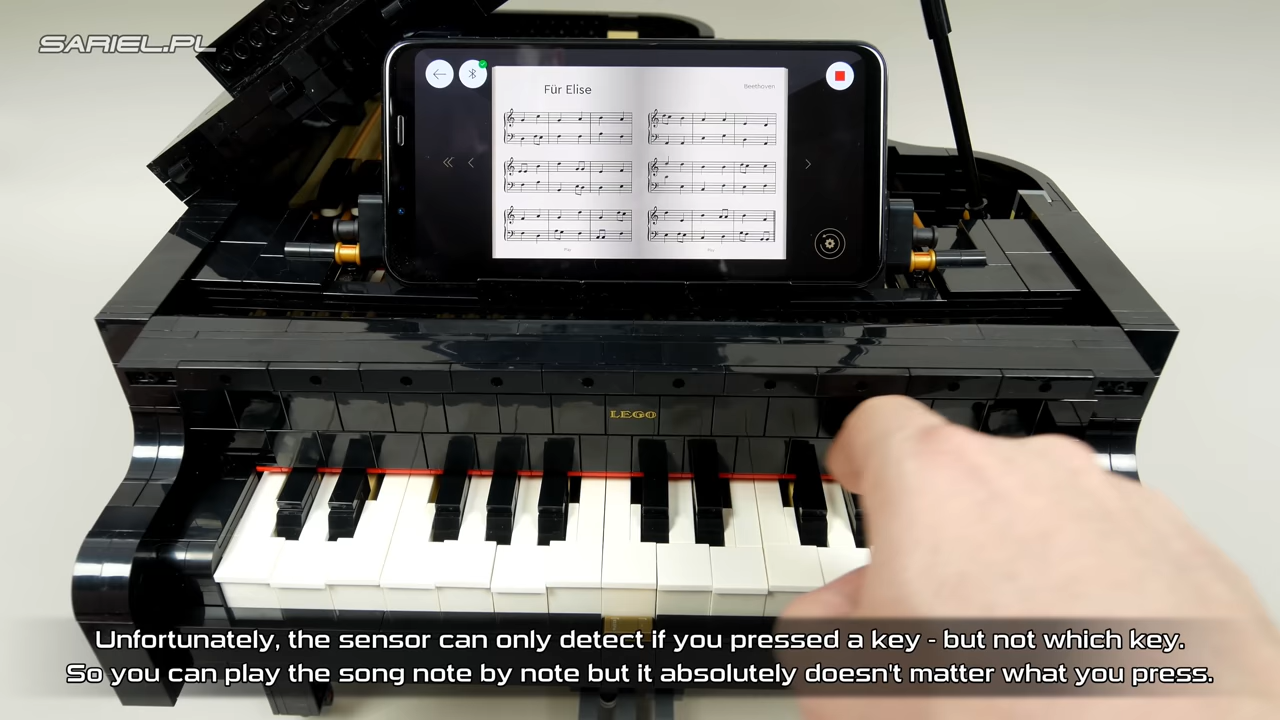 SARIEL.PL
Für Elise
Beethoven
LEGO
Unfortunately, the sensor can only detect if you pressed a key - but not which key.
So you can play the song note by note but it absolutely doesn't matter what you press.